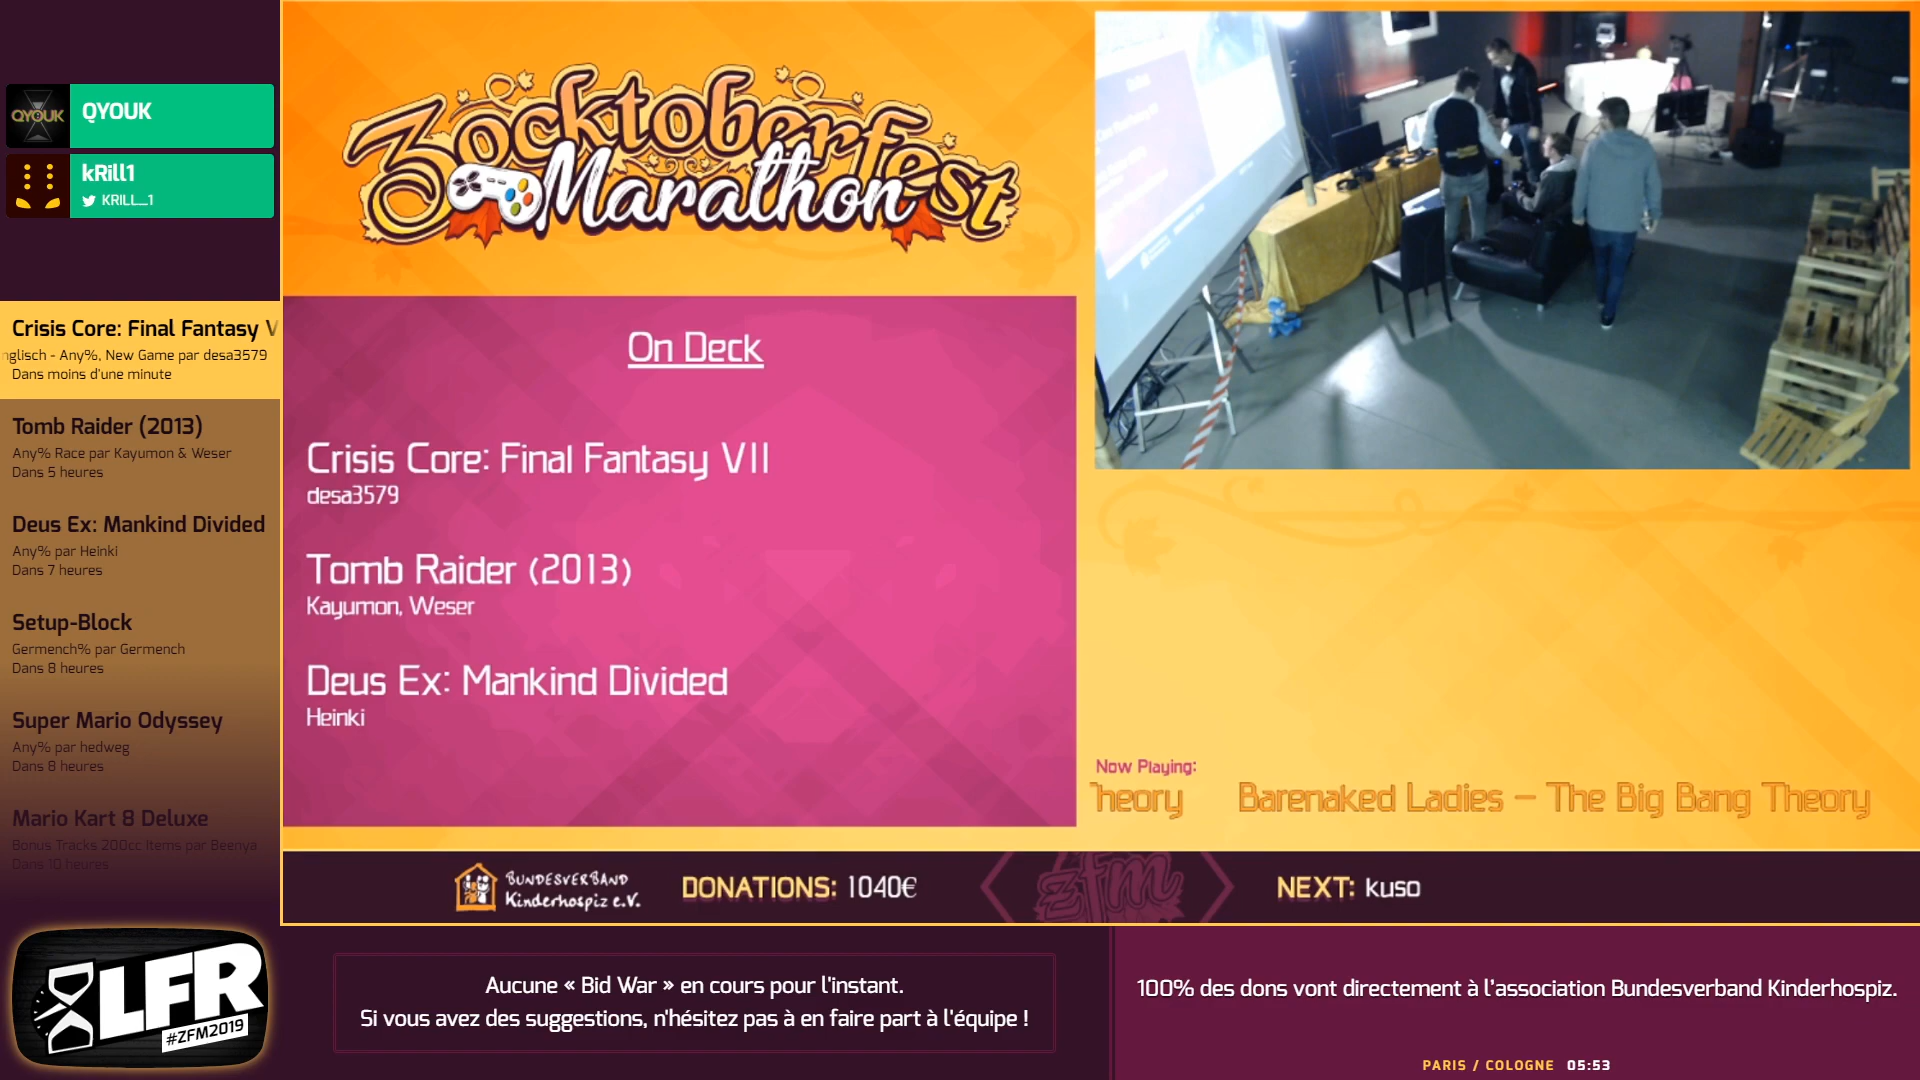 QYOUK
QYOUK
kRill1
KRILL_1
Crisis Core: Final Fantasy V
nglisch - Any%, New Game par desa3579
Dans moins d'une minute
Tomb Raider (2013)
Any% Race par Kayumon & Weser
Dans 5 heures
Deus Ex: Mankind Divided
Any% par Heinki
Dans 7 heures
Setup-Block
Germench% par Germench
Dans 8 heures
Super Mario Odyssey
Any% par hedweg
Dans 8 heures
Mario Kart 8 Deluxe
Bonus Tracks 200cc Items par Beenya
Dans 10 heures
LFR
#ZFM2019
Zocktoberfest
Marathon
On Deck
Crisis Core: Final Fantasy VII
desa3579
Tomb Raider (2013)
Kayumon, Weser
Deus Ex: Mankind Divided
Heinki
Now Playing:
heory Barenaked Ladies – The Big Bang Theory
BUNDESVERBAND
Kinderhospiz e.V.
DONATIONS: 1040€
zfm
NEXT: kuso
Aucune « Bid War » en cours pour l'instant.
Si vous avez des suggestions, n'hésitez pas à en faire part à l'équipe !
100% des dons vont directement à l'association Bundesverband Kinderhospiz.
PARIS / COLOGNE 05:53